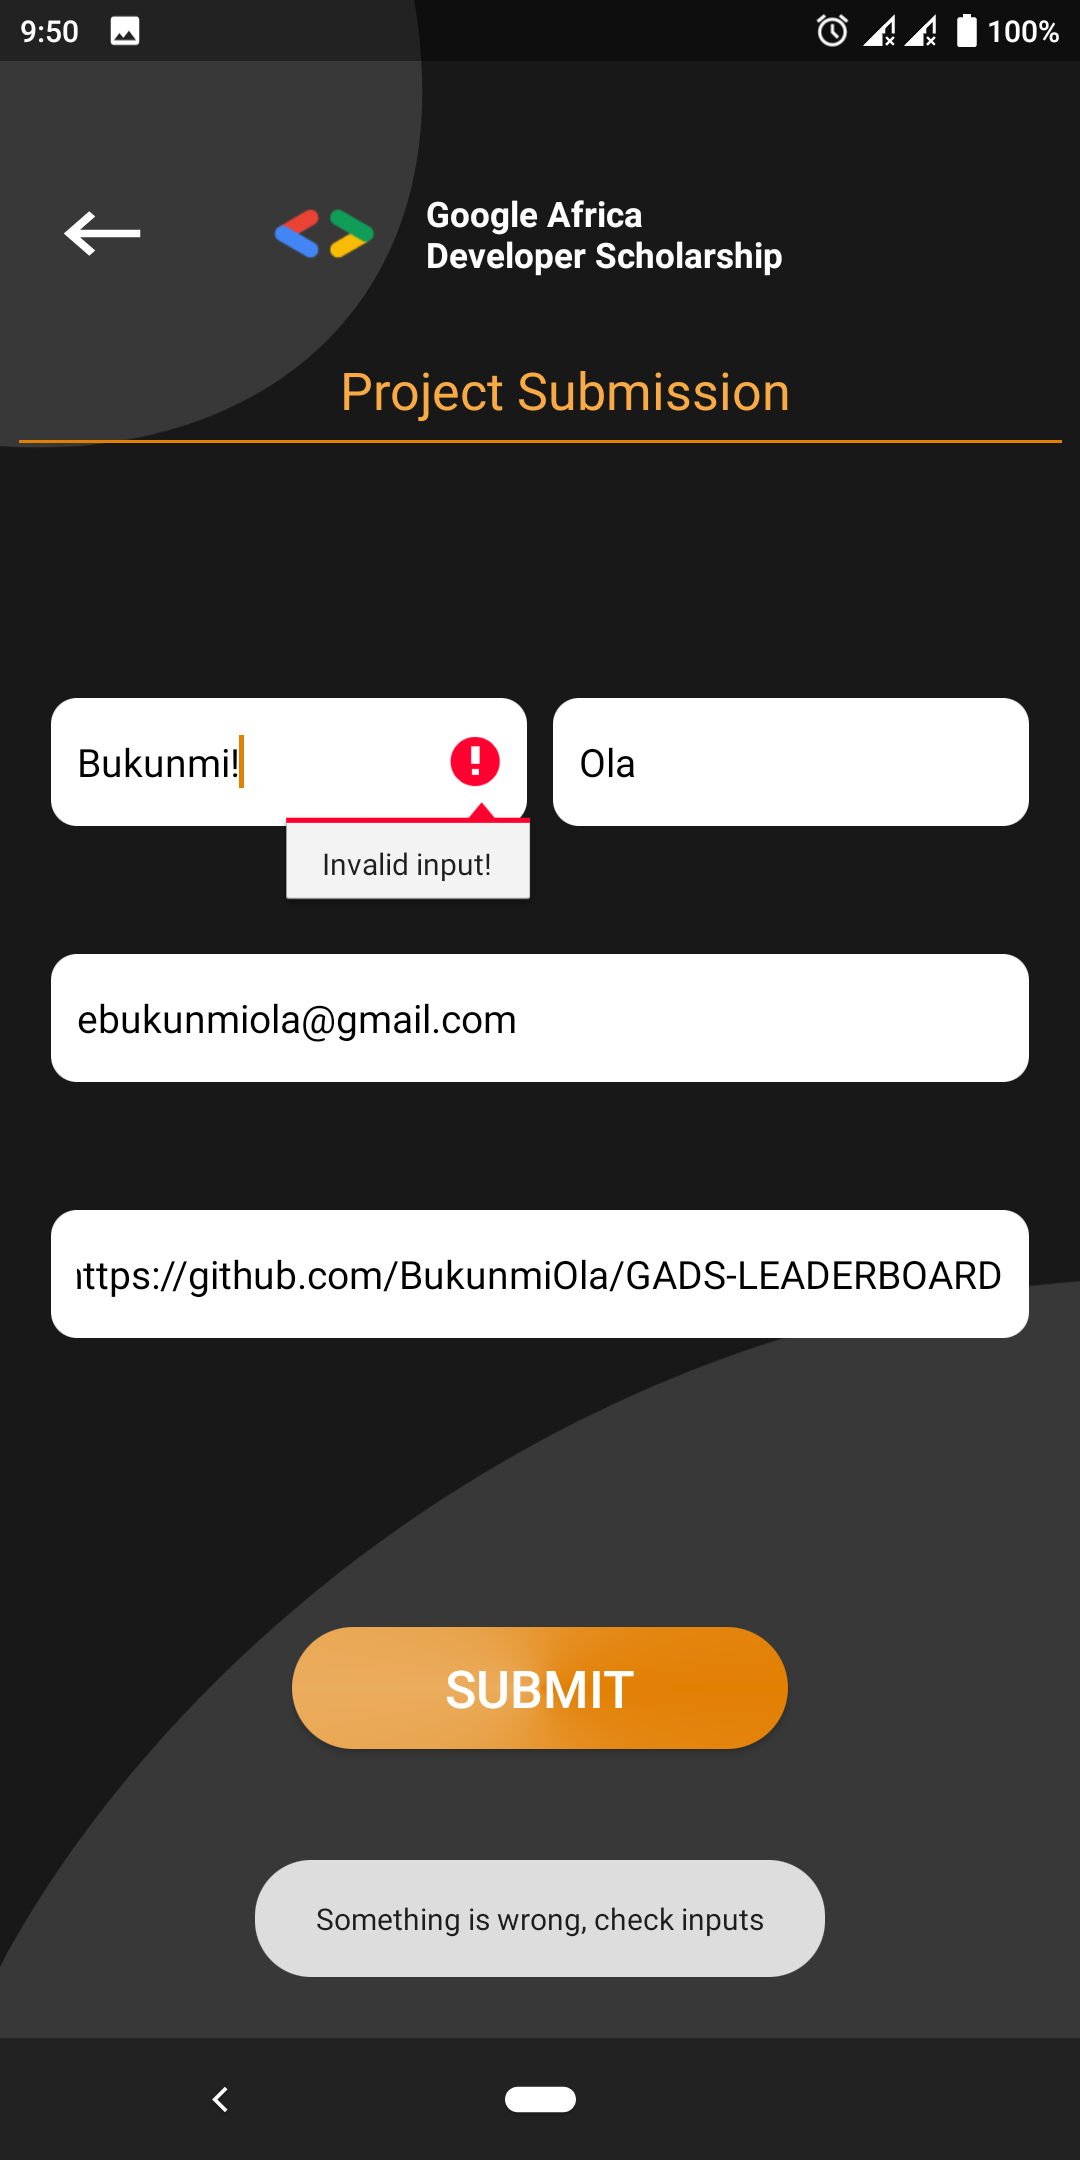 9:50
100%
Google Africa
Developer Scholarship
Project Submission
Bukunmi!
Ola
Invalid input!
ebukunmiola@gmail.com
ttps://github.com/BukunmiOla/GADS-LEADERBOARD
SUBMIT
Something is wrong, check inputs